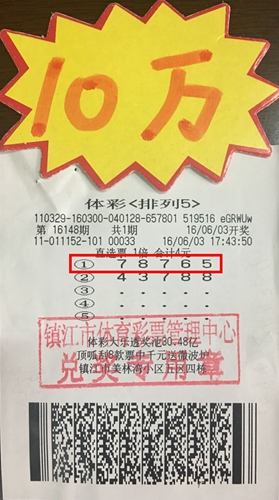 10万
体彩<排列5>
110329-160300-040128-657801 519516 eGRWUw
第 16148期 共1期 16/06/03开奖
11-011152-101 00033 16/06/03 17:43:50
直选票 1倍 合计4元
① 7 8 7 6 5
② 4 3 7 8 8
③ · · · · ·
④ · · · · ·
⑤ · · · · ·
镇江市体育彩票管理中心
体彩大乐透奖池30.48亿
顶呱刮8款票中千元送微波炉
镇江市美林湾小区五区四栋
兑奖专用章